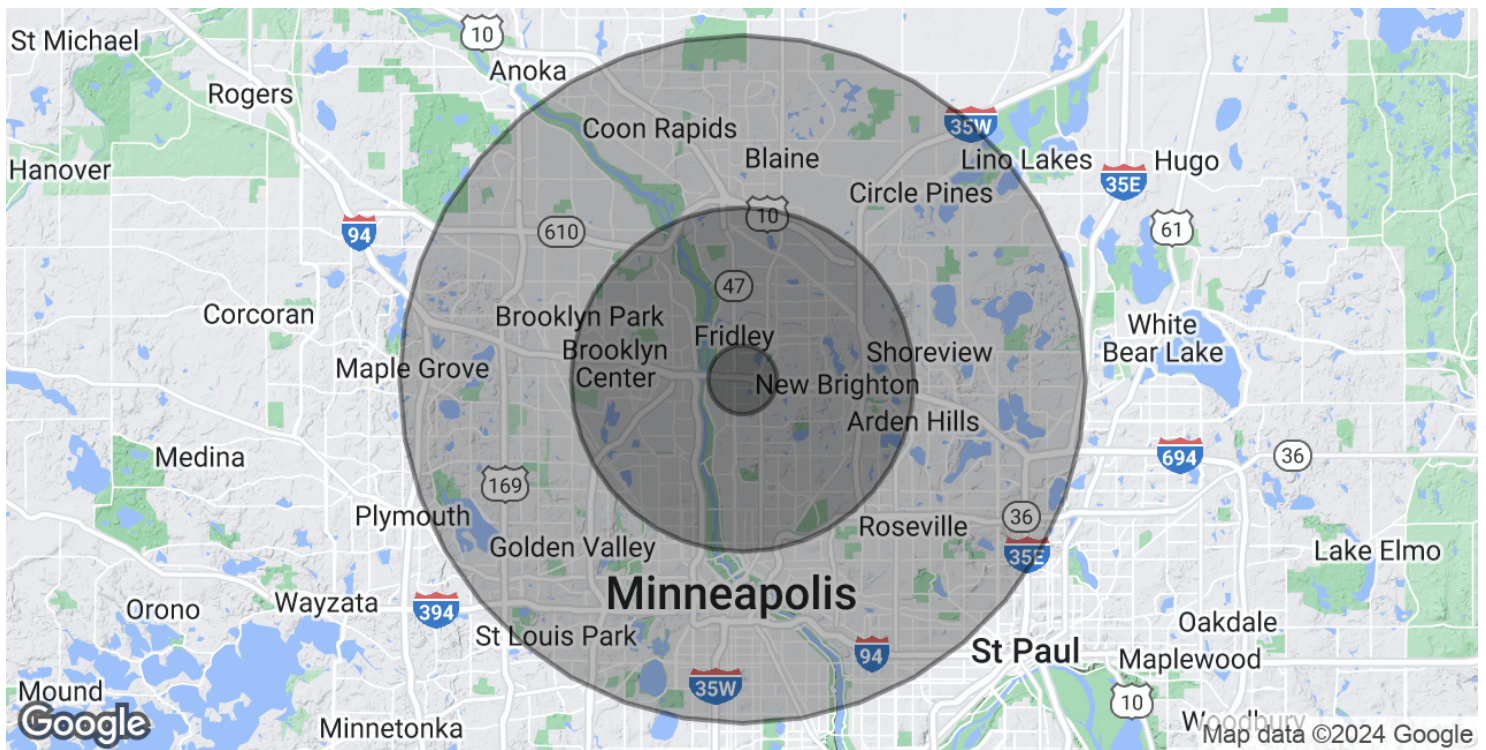 St Michael
10
Anoka
Rogers
Coon Rapids
35W
Blaine
Lino Lakes
Hugo
Hanover
35E
Circle Pines
10
61
94
610
47
Corcoran
Brooklyn Park
White
Bear Lake
Fridley
Brooklyn
Center
Shoreview
Maple Grove
New Brighton
Arden Hills
Medina
694
36
169
Plymouth
36
Roseville
Golden Valley
35E
Lake Elmo
Minneapolis
Orono
Wayzata
394
Oakdale
St Louis Park
94
St Paul
Maplewood
35W
Mound
10
Google
Minnetonka
Woodbury
Map data ©2024 Google